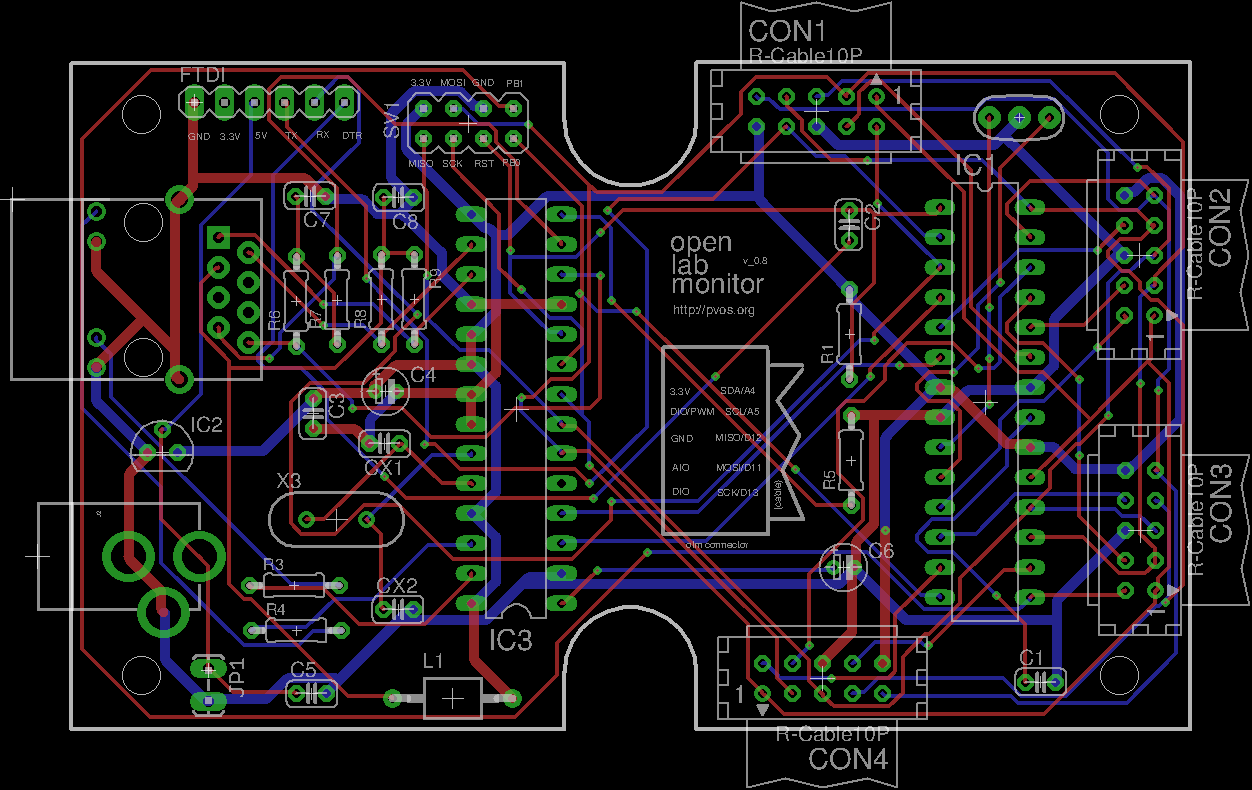 CON1
R-Cable10P
1
FTDI
GND 3.3V 5V TX RX DTR
SV1
3.3V MOSI GND PB1
MISO SCK RST PB0
IC1
C7
C8
C2
CON2
R-Cable10P
1
open
lab
monitor
v_0.8
http://pvos.org
R6
R7
R8
R9
R1
C4
C3
CX1
IC2
X3
3.3V SDA/A4
DIO/PWM SCL/A5
GND MISO/D12
AIO MOSI/D11
DIO SCK/D13
(cable)
olm connector
R5
C6
CON3
R-Cable10P
1
J2
R3
R4
CX2
IC3
JP1
C5
L1
C1
1
R-Cable10P
CON4